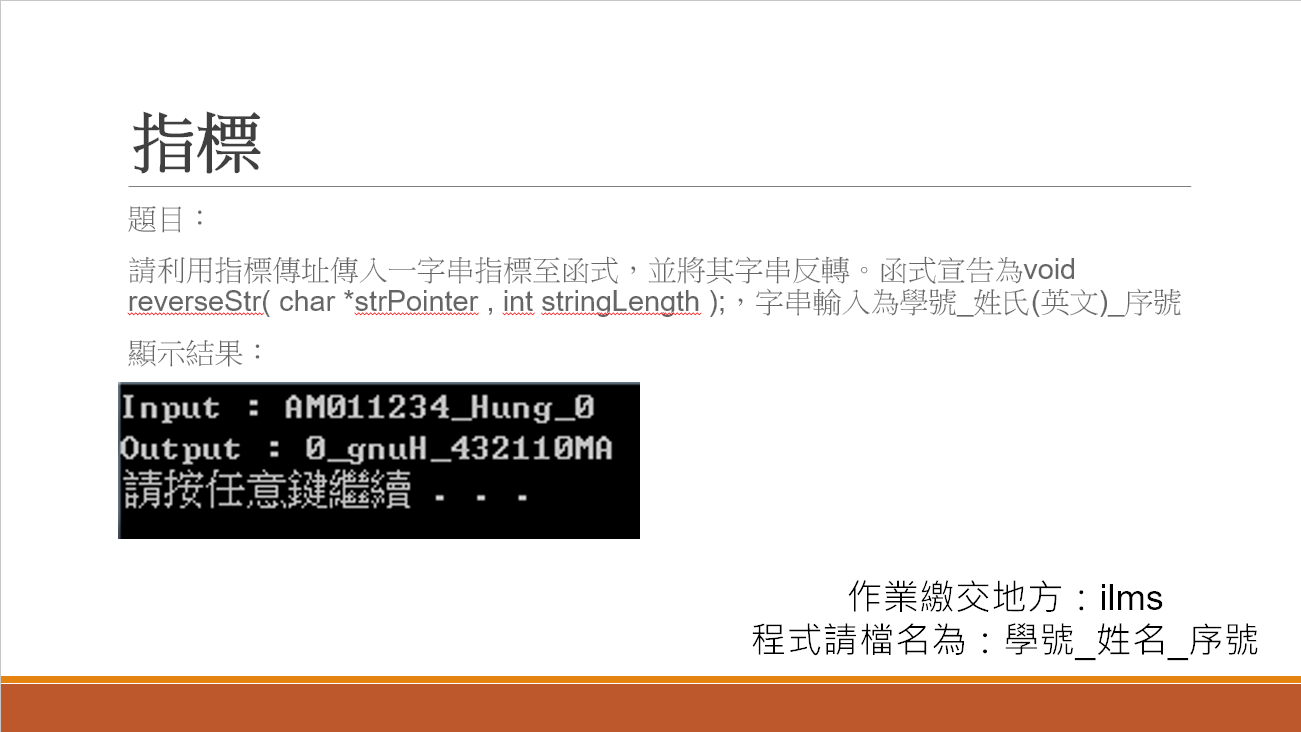 指標
題目：
請利用指標傳址傳入一字串指標至函式，並將其字串反轉。函式宣告為void
reverseStr( char *strPointer , int stringLength );，字串輸入為學號_姓氏(英文)_序號
顯示結果：
Input : AM011234_Hung_0
Output : 0_gnuH_432110MA
請按任意鍵繼續 . . .
作業繳交地方：ilms
程式請檔名為：學號_姓名_序號